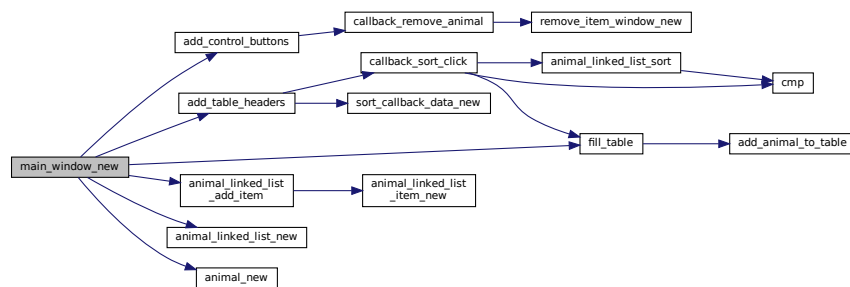 callback_remove_animal
remove_item_window_new
add_control_buttons
callback_sort_click
animal_linked_list_sort
cmp
add_table_headers
sort_callback_data_new
fill_table
add_animal_to_table
main_window_new
animal_linked_list
_add_item
animal_linked_list
_item_new
animal_linked_list_new
animal_new